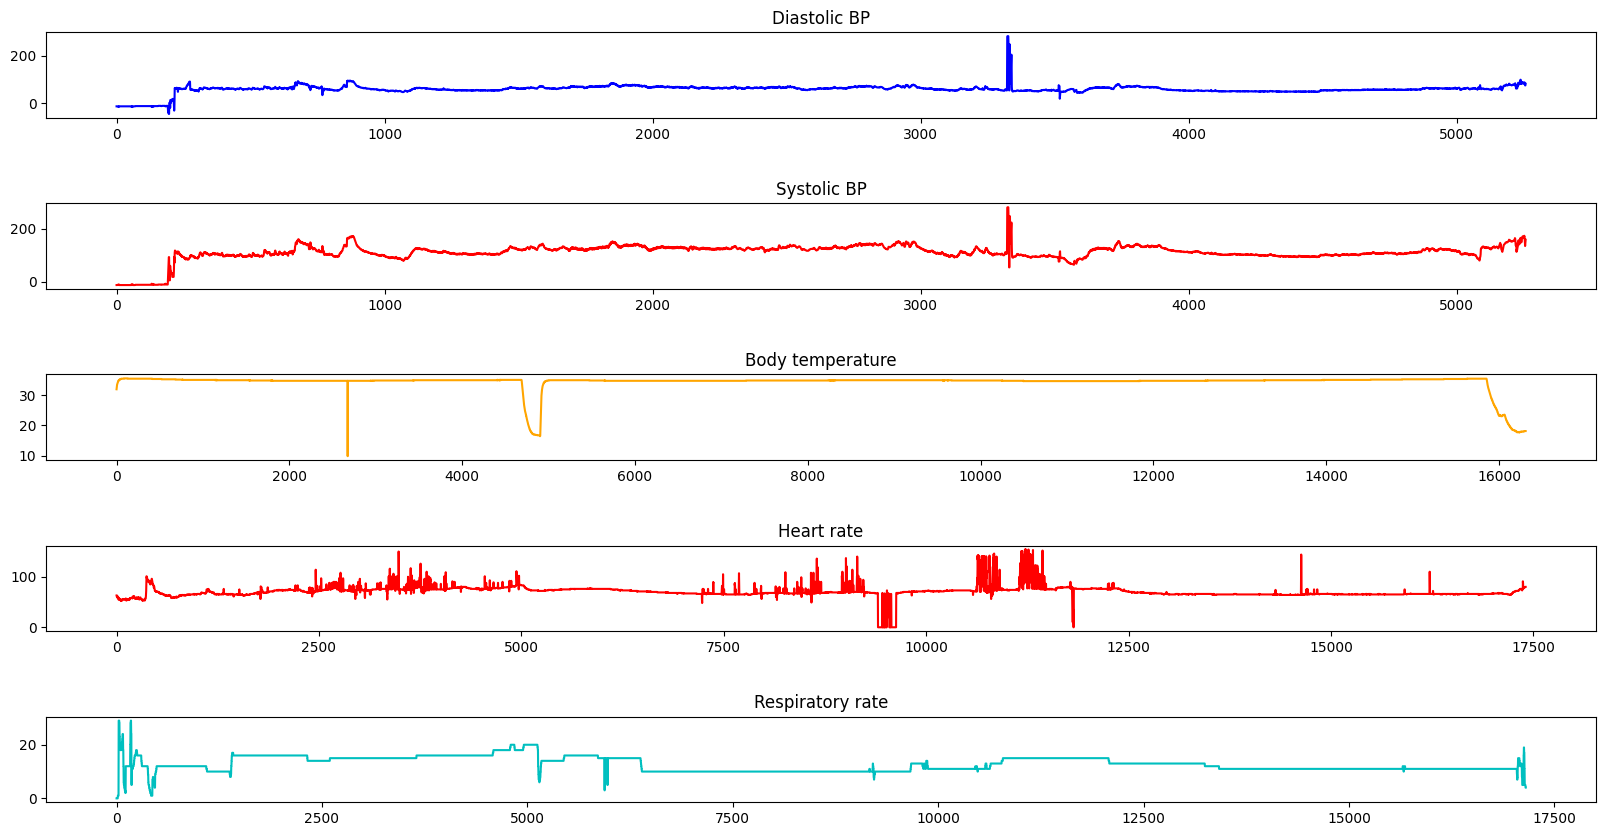 Diastolic BP
200
0
0 1000 2000 3000 4000 5000
Systolic BP
200
0
0 1000 2000 3000 4000 5000
Body temperature
30
20
10
0 2000 4000 6000 8000 10000 12000 14000 16000
Heart rate
100
0
0 2500 5000 7500 10000 12500 15000 17500
Respiratory rate
20
0
0 2500 5000 7500 10000 12500 15000 17500